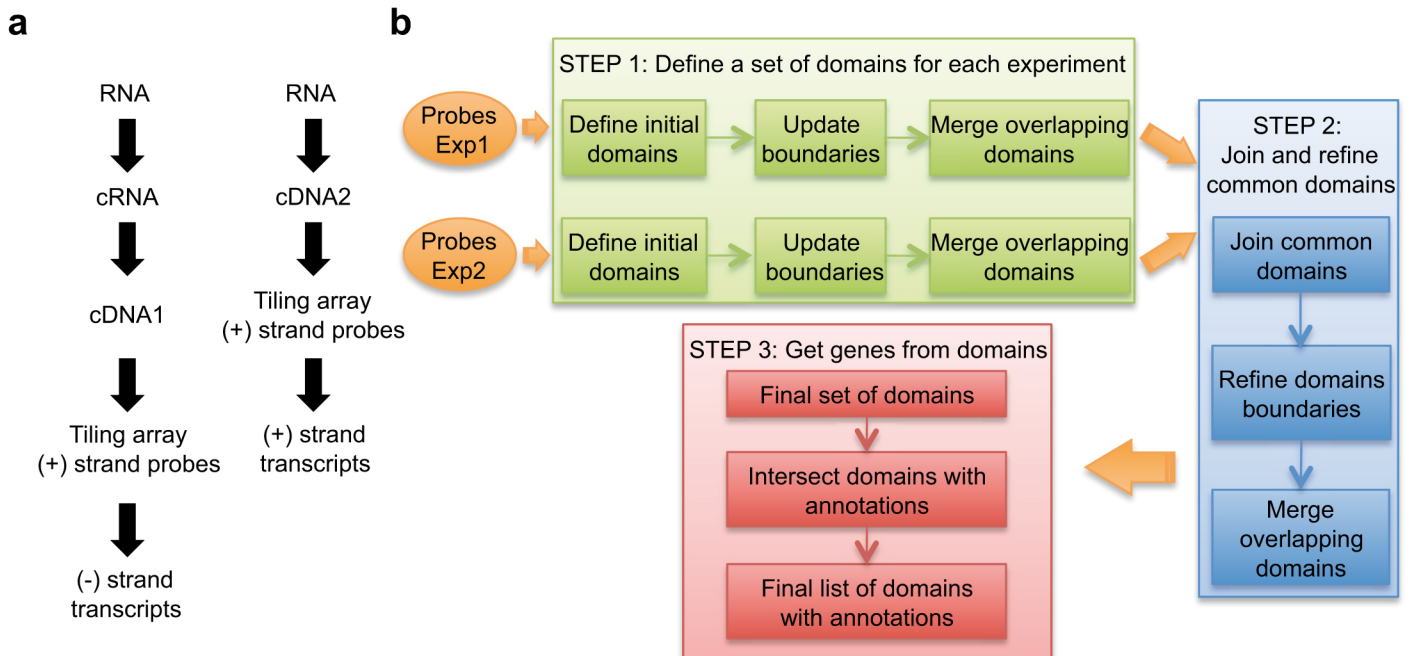 a
RNA
cRNA
cDNA1
Tiling array
(+) strand probes
(-) strand
transcripts
RNA
cDNA2
Tiling array
(+) strand probes
(+) strand
transcripts
b
Probes
Exp1
Probes
Exp2
STEP 1: Define a set of domains for each experiment
Define initial
domains
Update
boundaries
Merge overlapping
domains
Define initial
domains
Update
boundaries
Merge overlapping
domains
STEP 2:
Join and refine
common domains
Join common
domains
Refine domains
boundaries
Merge
overlapping
domains
STEP 3: Get genes from domains
Final set of domains
Intersect domains with
annotations
Final list of domains
with annotations